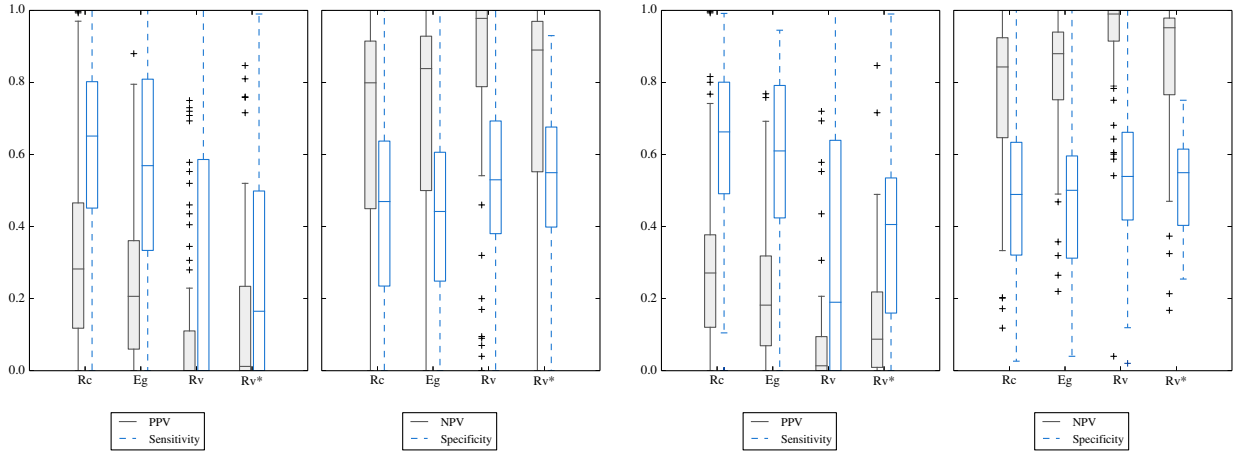 1.0
0.8
0.6
0.4
0.2
0.0
Rc Eg Rv Rv*
PPV
Sensitivity
Rc Eg Rv Rv*
NPV
Specificity
1.0
0.8
0.6
0.4
0.2
0.0
Rc Eg Rv Rv*
PPV
Sensitivity
Rc Eg Rv Rv*
NPV
Specificity